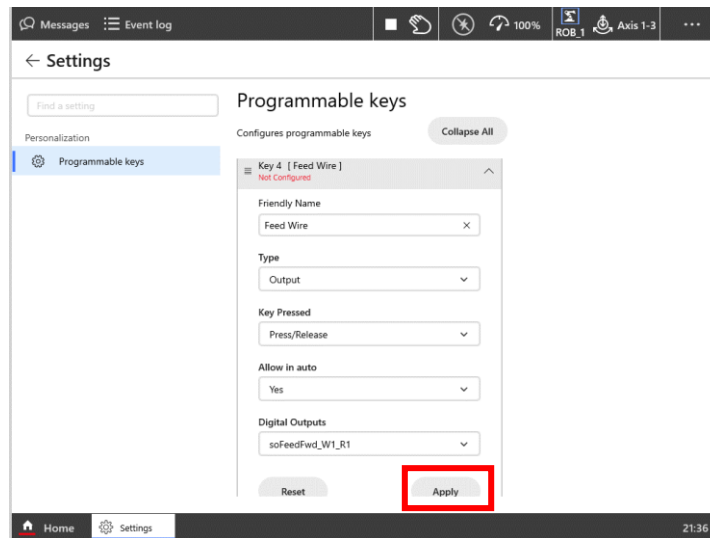 Messages
Event log
100%
ROB_1
Axis 1-3
Settings
Find a setting
Personalization
Programmable keys
Programmable keys
Configures programmable keys
Collapse All
Key 4 [ Feed Wire ]
Not Configured
Friendly Name
Feed Wire
Type
Output
Key Pressed
Press/Release
Allow in auto
Yes
Digital Outputs
soFeedFwd_W1_R1
Reset
Apply
Home
Settings
21:36